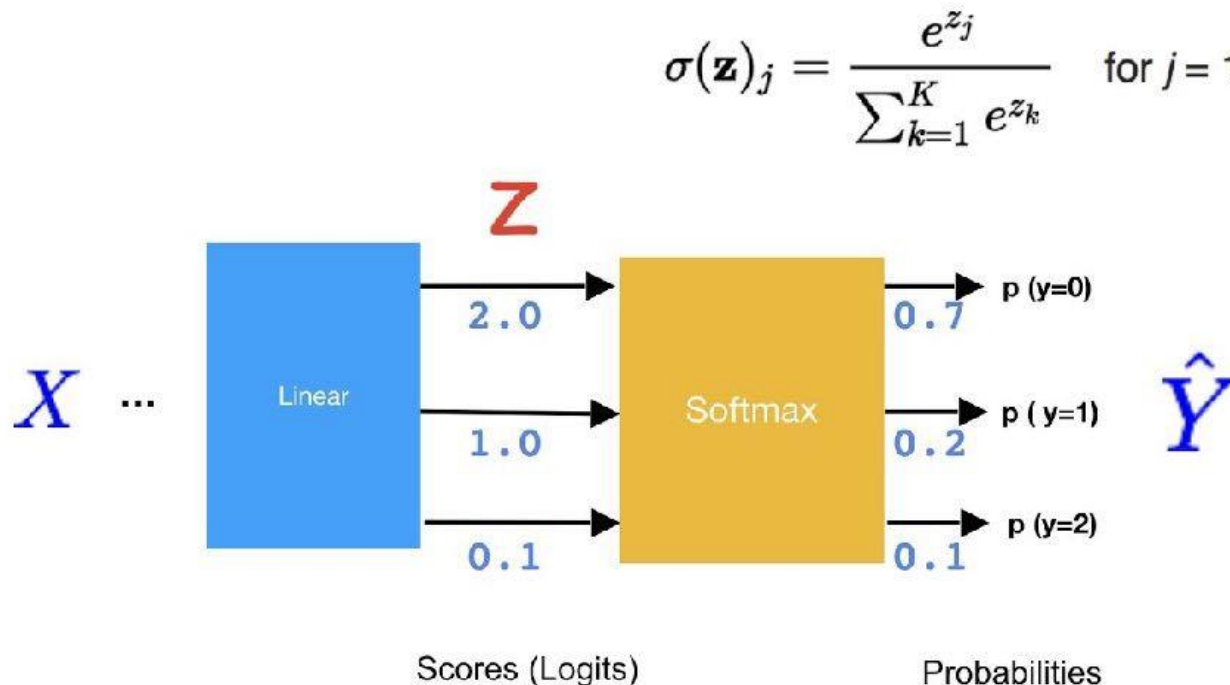 σ(z)_j = e^{z_j} / ∑_{k=1}^{K} e^{z_k} for j = 1
Z
2.0
0.7
p (y=0)
X ...
Linear
1.0
Softmax
0.2
p ( y=1)
Ŷ
0.1
0.1
p (y=2)
Scores (Logits)
Probabilities